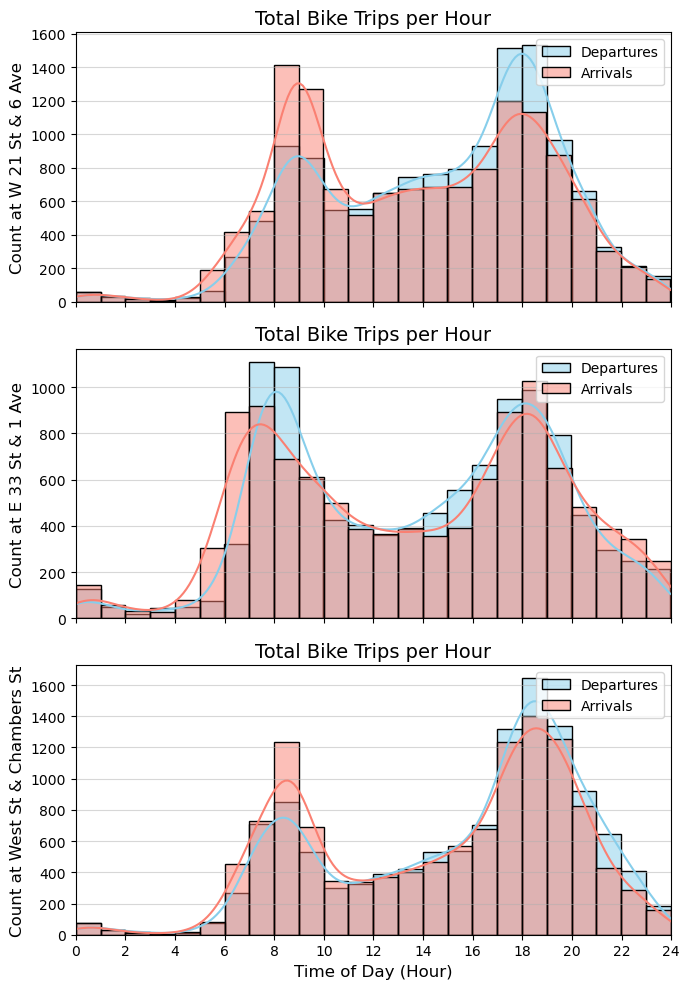 Total Bike Trips per Hour
Count at W 21 St & 6 Ave
1600
1400
1200
1000
800
600
400
200
0
Departures
Arrivals
Total Bike Trips per Hour
Count at E 33 St & 1 Ave
1000
800
600
400
200
0
Departures
Arrivals
Total Bike Trips per Hour
Count at West St & Chambers St
1600
1400
1200
1000
800
600
400
200
0
Departures
Arrivals
0 2 4 6 8 10 12 14 16 18 20 22 24
Time of Day (Hour)